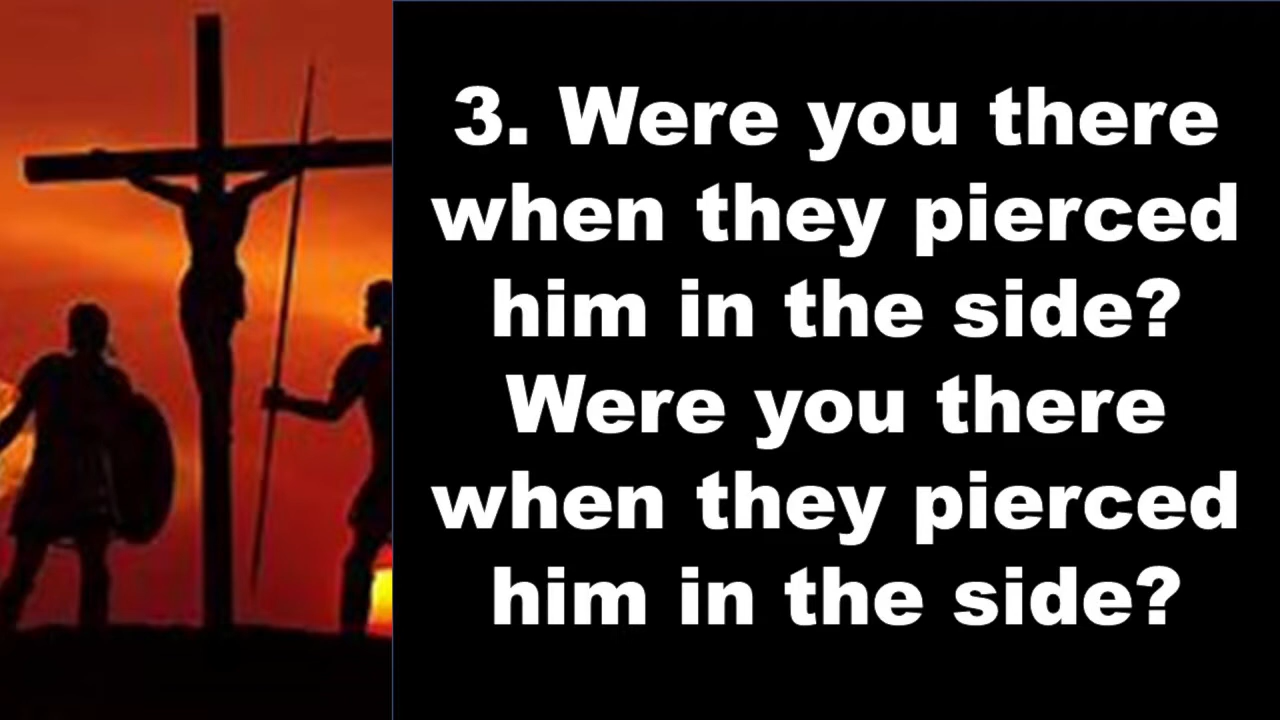 3. Were you there
when they pierced
him in the side?
Were you there
when they pierced
him in the side?